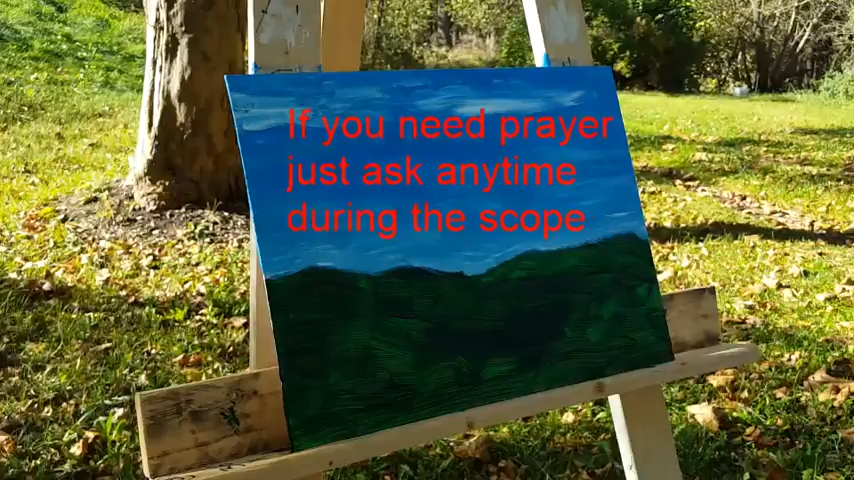 If you need prayer
just ask anytime
during the scope